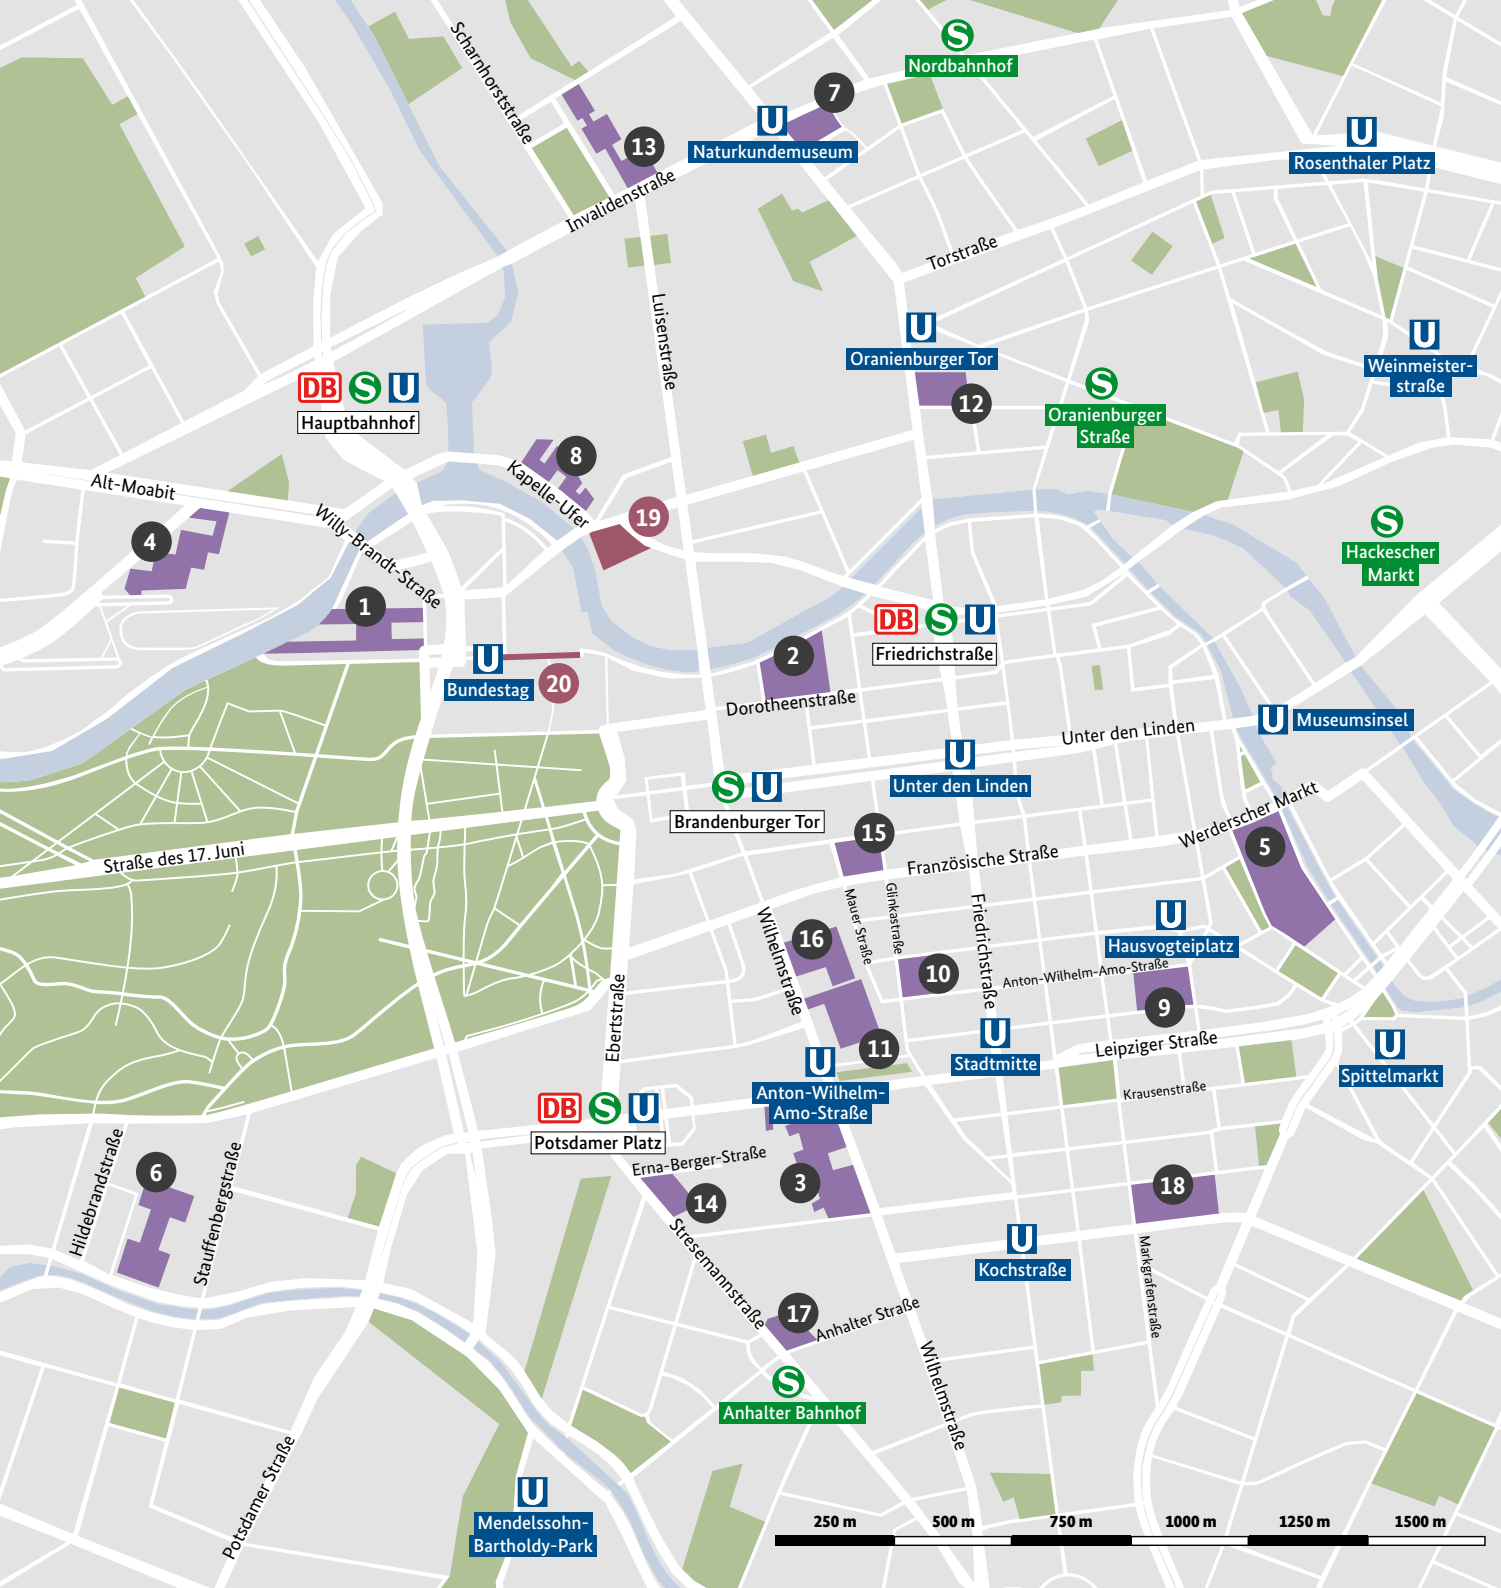 S
Nordbahnhof
Scharnhorststraße
7
U
Naturkundemuseum
13
U
Rosenthaler Platz
Invalidenstraße
Torstraße
Luisenstraße
U
Oranienburger Tor
U
Weinmeister-
straße
DB S U
Hauptbahnhof
12
S
Oranienburger
Straße
8
Kapelle-Ufer
Alt-Moabit
Willy-Brandt-Straße
19
4
S
Hackescher
Markt
1
DB S U
Friedrichstraße
U
Bundestag
20
2
Dorotheenstraße
U
Museumsinsel
Unter den Linden
U
Unter den Linden
S U
Brandenburger Tor
Werderscher Markt
15
5
Straße des 17. Juni
Französische Straße
Mauer Straße
Glinkastraße
Friedrichstraße
U
Hausvogteiplatz
Wilhelmstraße
16
10
Anton-Wilhelm-Amo-Straße
9
Ebertstraße
11
U
Stadtmitte
Leipziger Straße
U
Spittelmarkt
U
Anton-Wilhelm-
Amo-Straße
Krausenstraße
DB S U
Potsdamer Platz
Erna-Berger-Straße
Hildebrandstraße
6
Stauffenbergstraße
3
14
18
Stresemannstraße
U
Kochstraße
Markgrafenstraße
17
Anhalter Straße
S
Anhalter Bahnhof
Wilhelmstraße
Potsdamer Straße
U
Mendelssohn-
Bartholdy-Park
250 m 500 m 750 m 1000 m 1250 m 1500 m